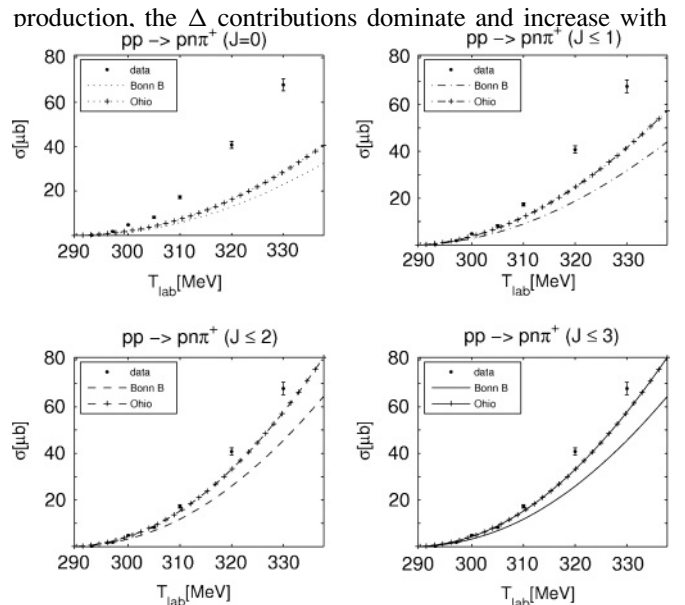 production, the Δ contributions dominate and increase with
pp −> pnπ⁺ (J=0)
pp −> pnπ⁺ (J ≤ 1)
80
60
40
20
σ[μb]
data
Bonn B
Ohio
290 300 310 320 330
T_lab[MeV]
80
60
40
20
σ[μb]
data
Bonn B
Ohio
290 300 310 320 330
T_lab[MeV]
pp −> pnπ⁺ (J ≤ 2)
pp −> pnπ⁺ (J ≤ 3)
80
60
40
20
σ[μb]
data
Bonn B
Ohio
290 300 310 320 330
T_lab[MeV]
80
60
40
20
σ[μb]
data
Bonn B
Ohio
290 300 310 320 330
T_lab[MeV]